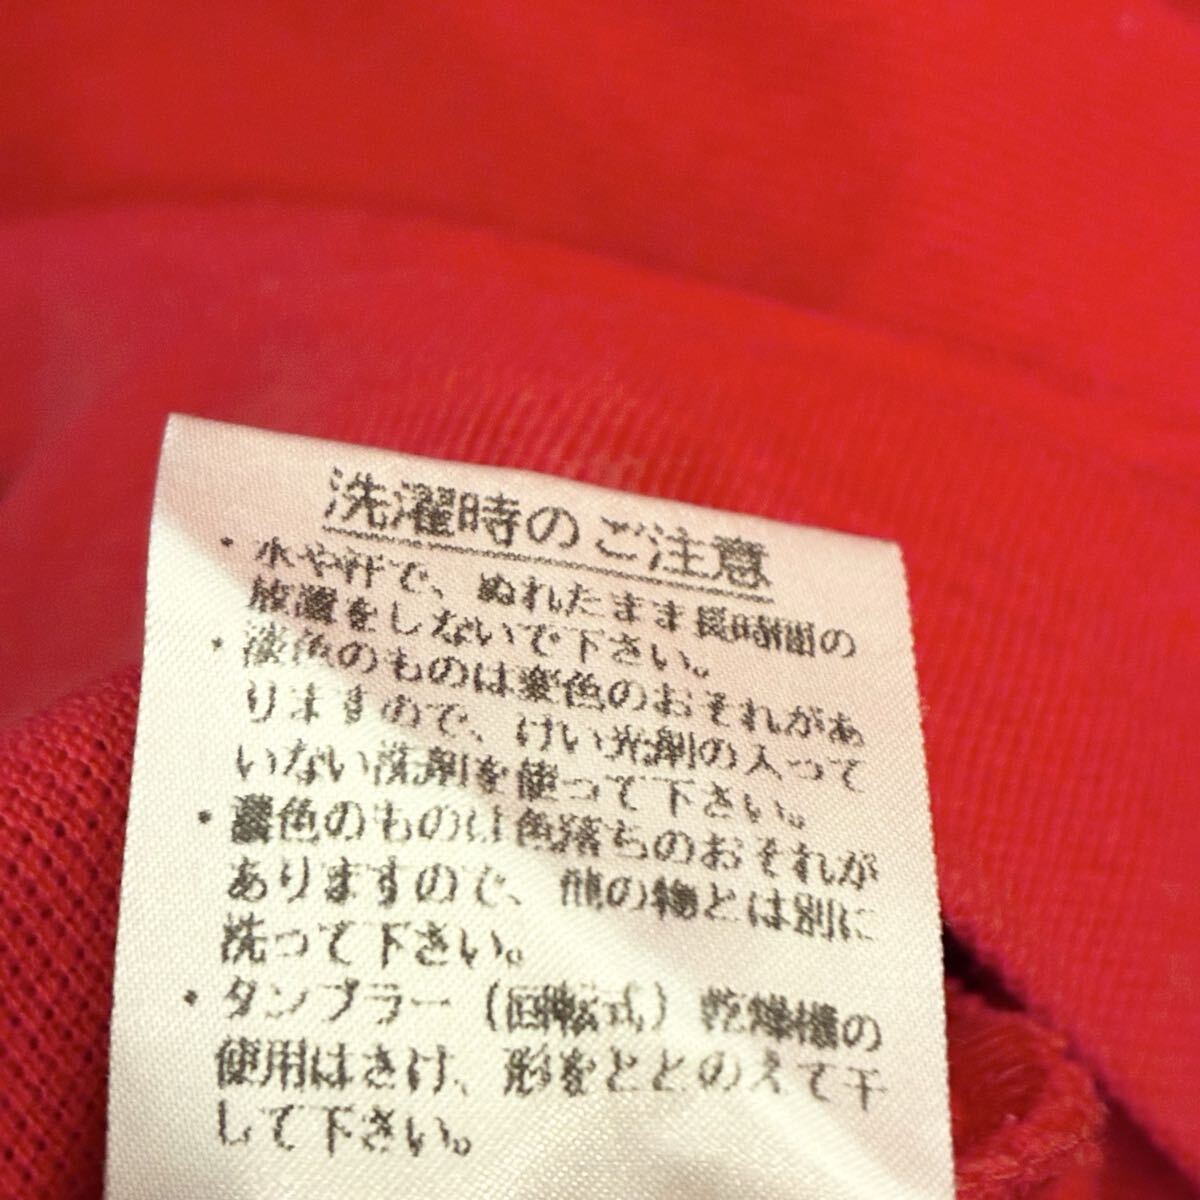 洗濯時のご注意
・水や汗で、ぬれたまま長時間の
放置をしないで下さい。
・淡色のものは変色のおそれがあ
りますので、けい光剤の入って
いない洗剤を使って下さい。
・濃色のものは色落ちのおそれが
ありますので、他の物とは別に
洗って下さい。
・タンブラー（回転式）乾燥機の
使用はさけ、形をととのえて干
して下さい。